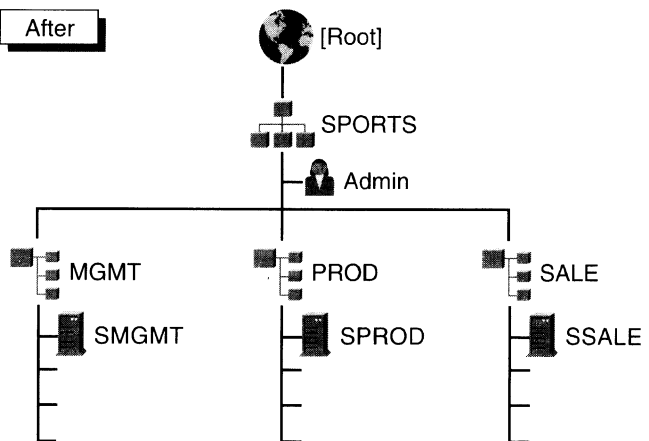 After
[Root]
SPORTS
Admin
MGMT
PROD
SALE
SMGMT
SPROD
SSALE